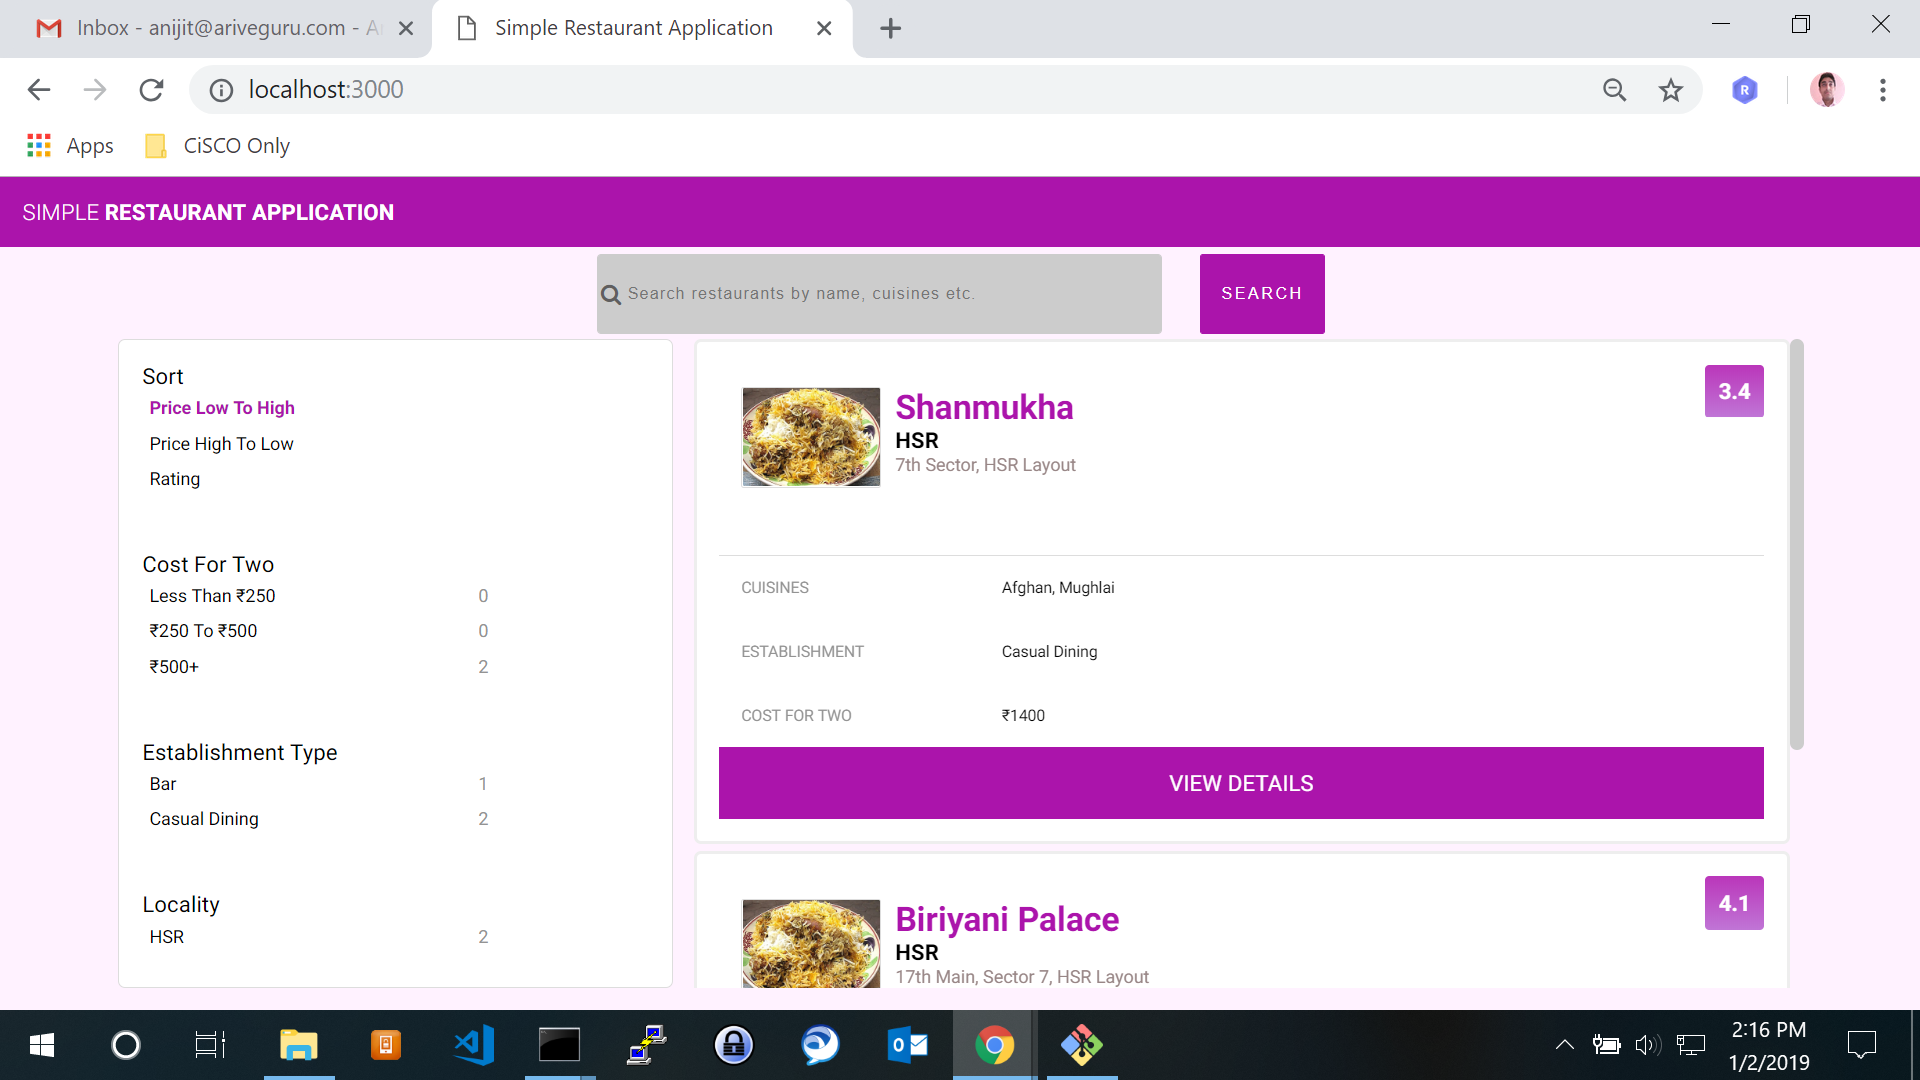 Inbox - anijit@ariveguru.com - A
Simple Restaurant Application
localhost:3000
R
Apps
CiSCO Only
SIMPLE RESTAURANT APPLICATION
Search restaurants by name, cuisines etc.
SEARCH
Sort
Price Low To High
Price High To Low
Rating
Cost For Two
Less Than ₹250 0
₹250 To ₹500 0
₹500+ 2
Establishment Type
Bar 1
Casual Dining 2
Locality
HSR 2
Shanmukha
3.4
HSR
7th Sector, HSR Layout
CUISINES Afghan, Mughlai
ESTABLISHMENT Casual Dining
COST FOR TWO ₹1400
VIEW DETAILS
Biriyani Palace
4.1
HSR
17th Main, Sector 7, HSR Layout
2:16 PM
1/2/2019